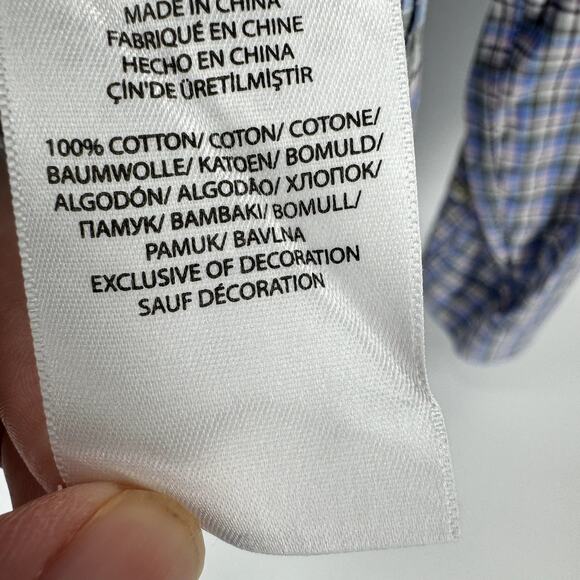 MADE IN CHINA
FABRIQUÉ EN CHINE
HECHO EN CHINA
ÇİN'DE ÜRETİLMİŞTİR
100% COTTON/ COTON/ COTONE/
BAUMWOLLE/ KATOEN/ BOMULD/
ALGODÓN/ ALGODÃO/ ХЛОПОК/
ПАМУК/ BAMBAKI/ BOMULL/
PAMUK/ BAVLNA
EXCLUSIVE OF DECORATION
SAUF DÉCORATION